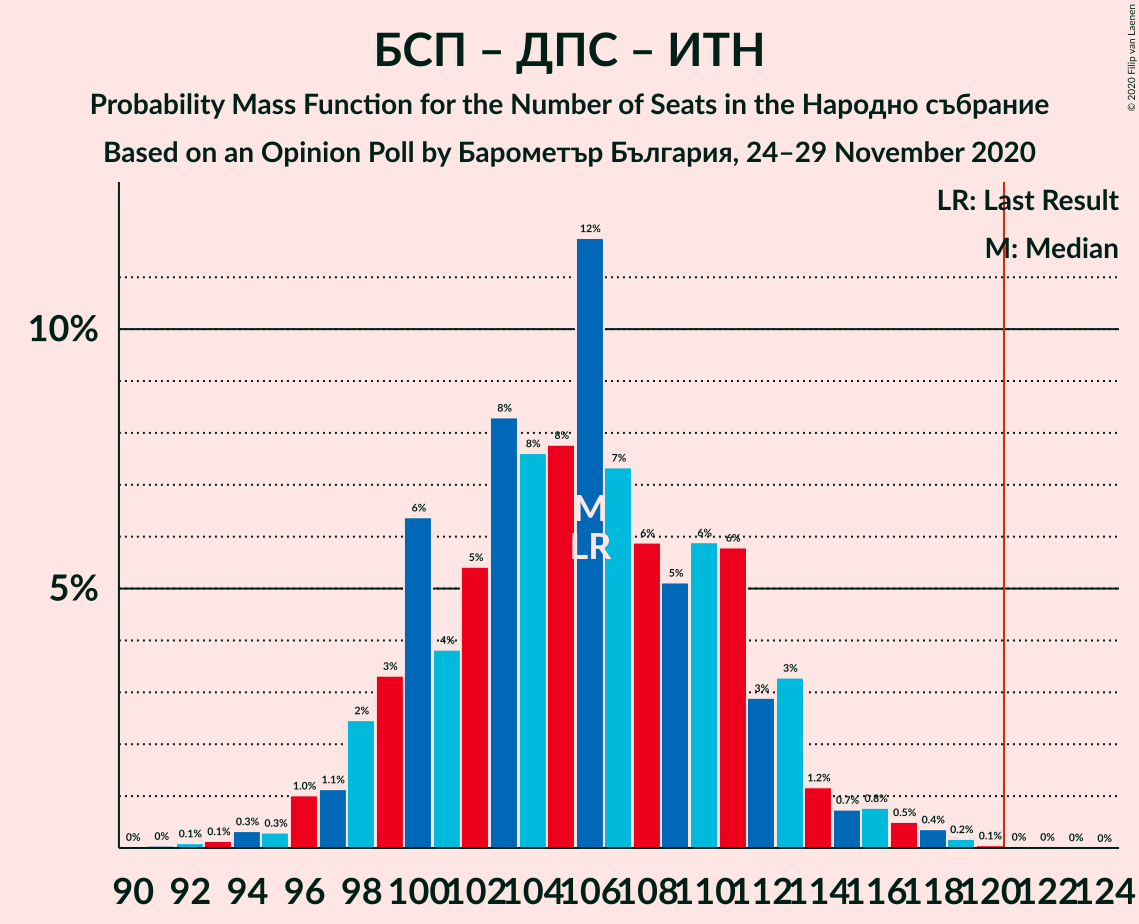 БСП – ДПС – ИТН
Probability Mass Function for the Number of Seats in the Народно събрание
Based on an Opinion Poll by Барометър България, 24–29 November 2020
© 2020 Filip van Laenen
LR: Last Result
M: Median
10%
5%
0% 0% 0.1% 0.1% 0.3% 0.3% 1.0% 1.1% 2% 3% 6% 4% 5% 8% 8% 8% 12% 7% 6% 5% 6% 6% 3% 3% 1.2% 0.7% 0.8% 0.5% 0.4% 0.2% 0.1% 0% 0% 0% 0%
M
LR
90 92 94 96 98 100 102 104 106 108 110 112 114 116 118 120 122 124